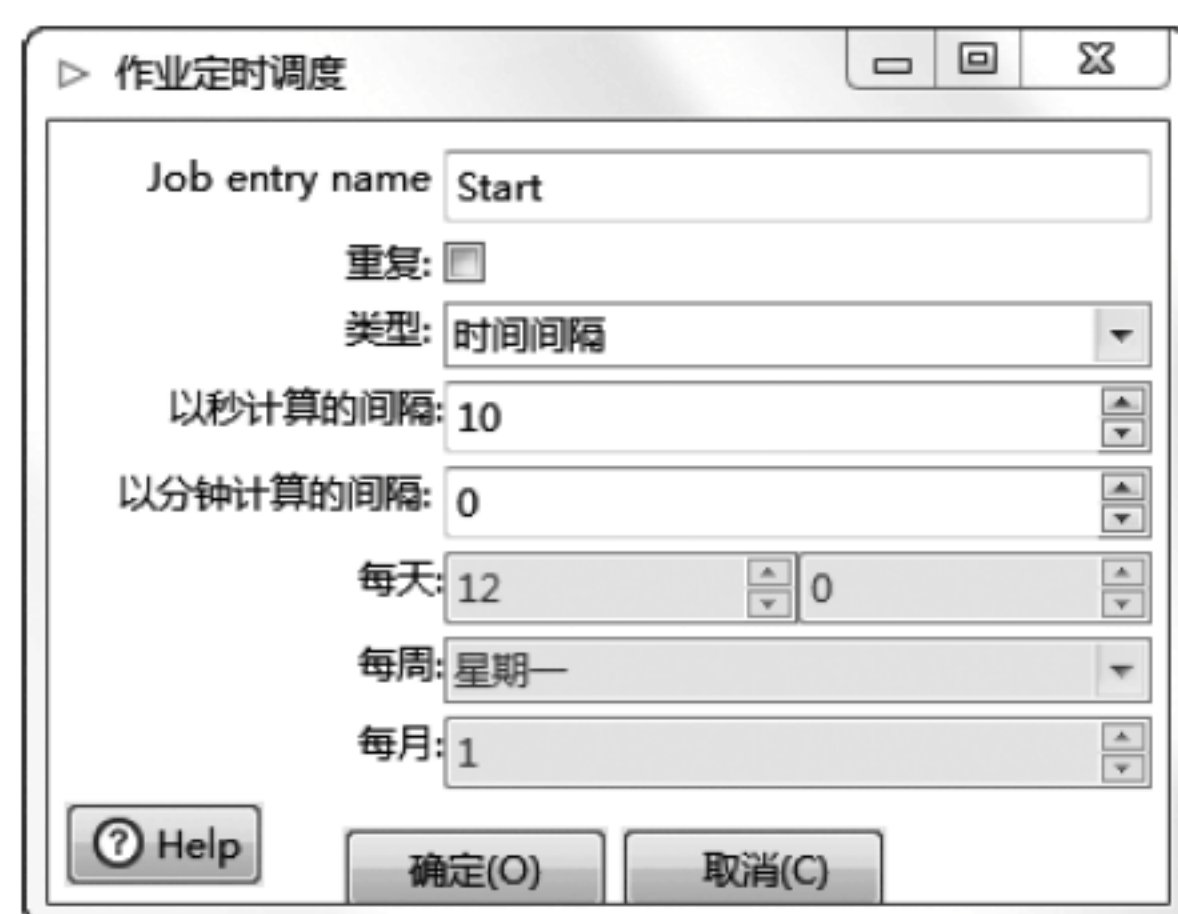 作业定时调度
Job entry name Start
重复:
类型: 时间间隔
以秒计算的间隔: 10
以分钟计算的间隔: 0
每天: 12 0
每周: 星期一
每月: 1
Help
确定(O) 取消(C)